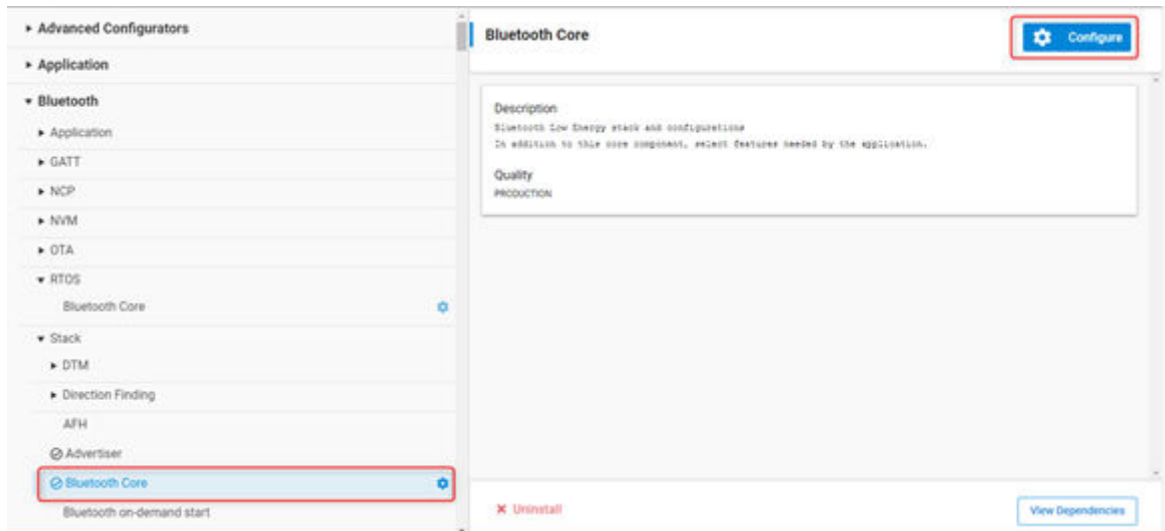 Advanced Configurators
Application
Bluetooth
Application
GATT
NCP
NVM
OTA
RTOS
Bluetooth Core
Stack
DTM
Direction Finding
AFH
Advertiser
Bluetooth Core
Bluetooth on-demand start
Bluetooth Core
Configure
Description
Bluetooth Low Energy stack and configurations
In addition to this core component, select features needed by the application.
Quality
PRODUCTION
Uninstall
View Dependencies